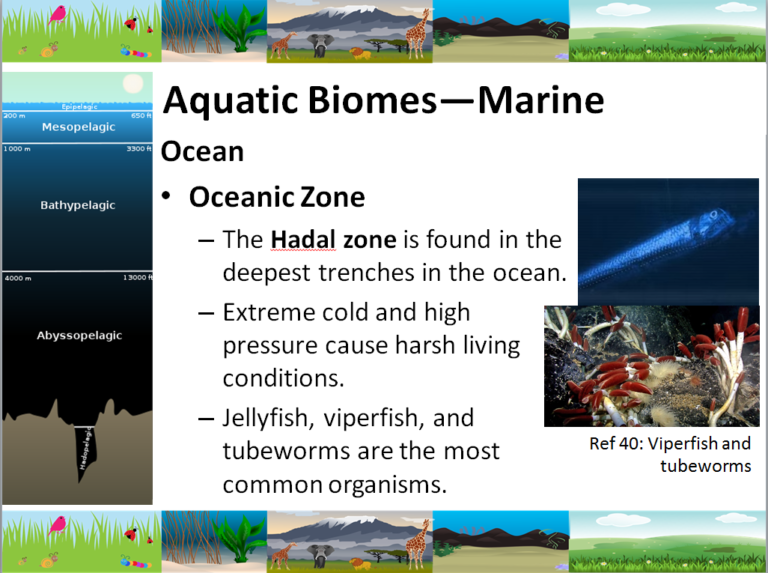 Aquatic Biomes—Marine
Epipelagic
200 m 650 ft
Mesopelagic
1000 m 3300 ft
Bathypelagic
4000 m 13000 ft
Abyssopelagic
Hadopelagic
Ocean
• Oceanic Zone
– The Hadal zone is found in the
deepest trenches in the ocean.
– Extreme cold and high
pressure cause harsh living
conditions.
– Jellyfish, viperfish, and
tubeworms are the most
common organisms.
Ref 40: Viperfish and
tubeworms